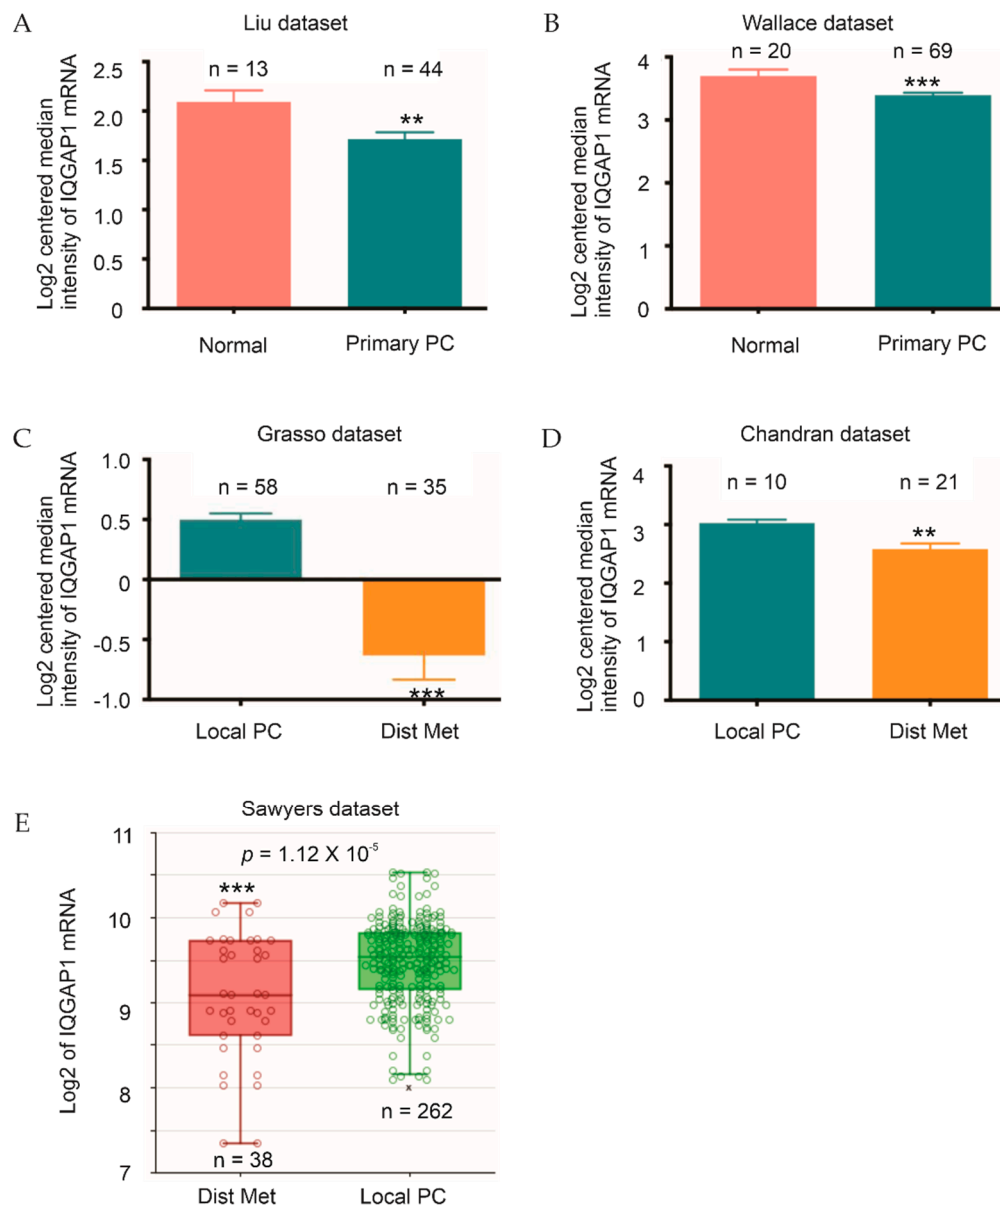 A
Liu dataset
Log2 centered median
intensity of IQGAP1 mRNA
2.5
2.0
1.5
1.0
0.5
0
n = 13
n = 44
**
Normal
Primary PC
B
Wallace dataset
Log2 centered median
intensity of IQGAP1 mRNA
4
3
2
1
0
n = 20
n = 69
***
Normal
Primary PC
C
Grasso dataset
Log2 centered median
intensity of IQGAP1 mRNA
1.0
0.5
0
-0.5
-1.0
n = 58
n = 35
***
Local PC
Dist Met
D
Chandran dataset
Log2 centered median
intensity of IQGAP1 mRNA
4
3
2
1
0
n = 10
n = 21
**
Local PC
Dist Met
E
Sawyers dataset
Log2 of IQGAP1 mRNA
11
10
9
8
7
p = 1.12 X 10-5
***
x
n = 262
n = 38
Dist Met
Local PC